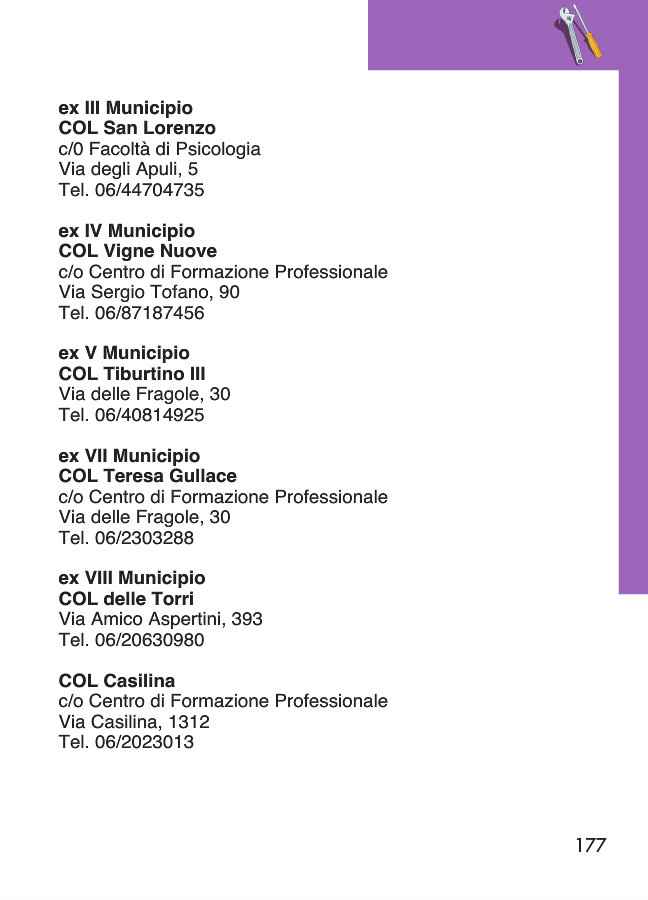 ex III Municipio
COL San Lorenzo
c/0 Facoltà di Psicologia
Via degli Apuli, 5
Tel. 06/44704735
ex IV Municipio
COL Vigne Nuove
c/o Centro di Formazione Professionale
Via Sergio Tofano, 90
Tel. 06/87187456
ex V Municipio
COL Tiburtino III
Via delle Fragole, 30
Tel. 06/40814925
ex VII Municipio
COL Teresa Gullace
c/o Centro di Formazione Professionale
Via delle Fragole, 30
Tel. 06/2303288
ex VIII Municipio
COL delle Torri
Via Amico Aspertini, 393
Tel. 06/20630980
COL Casilina
c/o Centro di Formazione Professionale
Via Casilina, 1312
Tel. 06/2023013
177